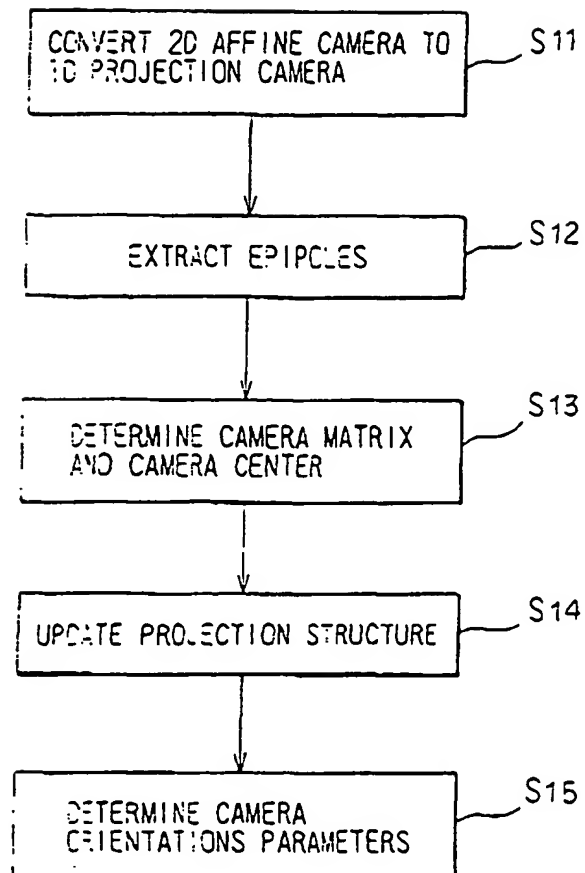 CONVERT 2D AFFINE CAMERA TO
1D PROJECTION CAMERA
S11
EXTRACT EPIPOLES
S12
DETERMINE CAMERA MATRIX
AND CAMERA CENTER
S13
UPDATE PROJECTION STRUCTURE
S14
DETERMINE CAMERA
ORIENTATIONS PARAMETERS
S15